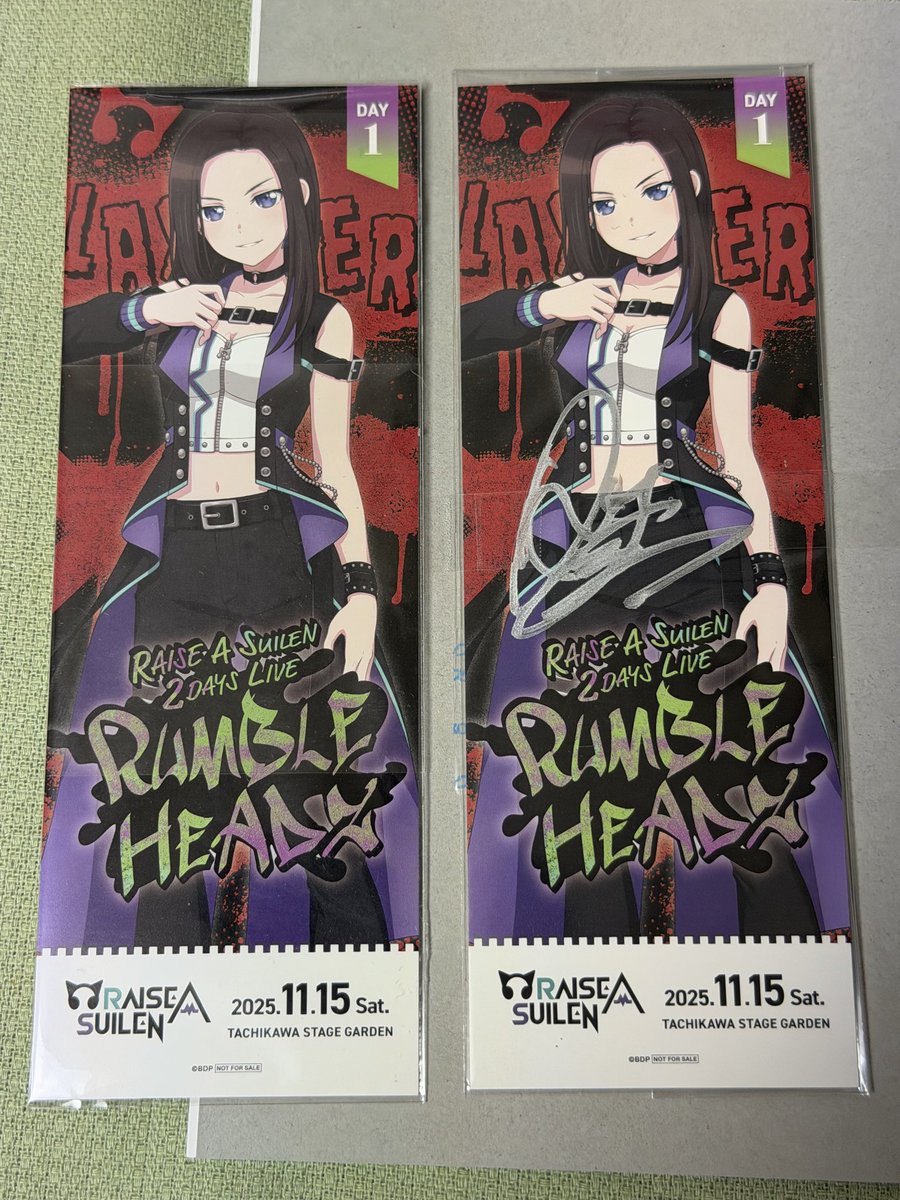 DAY
1
RAISE A SUILEN
2 DAYS LIVE
RUMBLE
HEADZ
RAISE A
SUILEN
2025.11.15 Sat.
TACHIKAWA STAGE GARDEN
©BDP NOT FOR SALE
DAY
1
RAISE A SUILEN
2 DAYS LIVE
RUMBLE
HEADZ
RAISE A
SUILEN
2025.11.15 Sat.
TACHIKAWA STAGE GARDEN
©BDP NOT FOR SALE